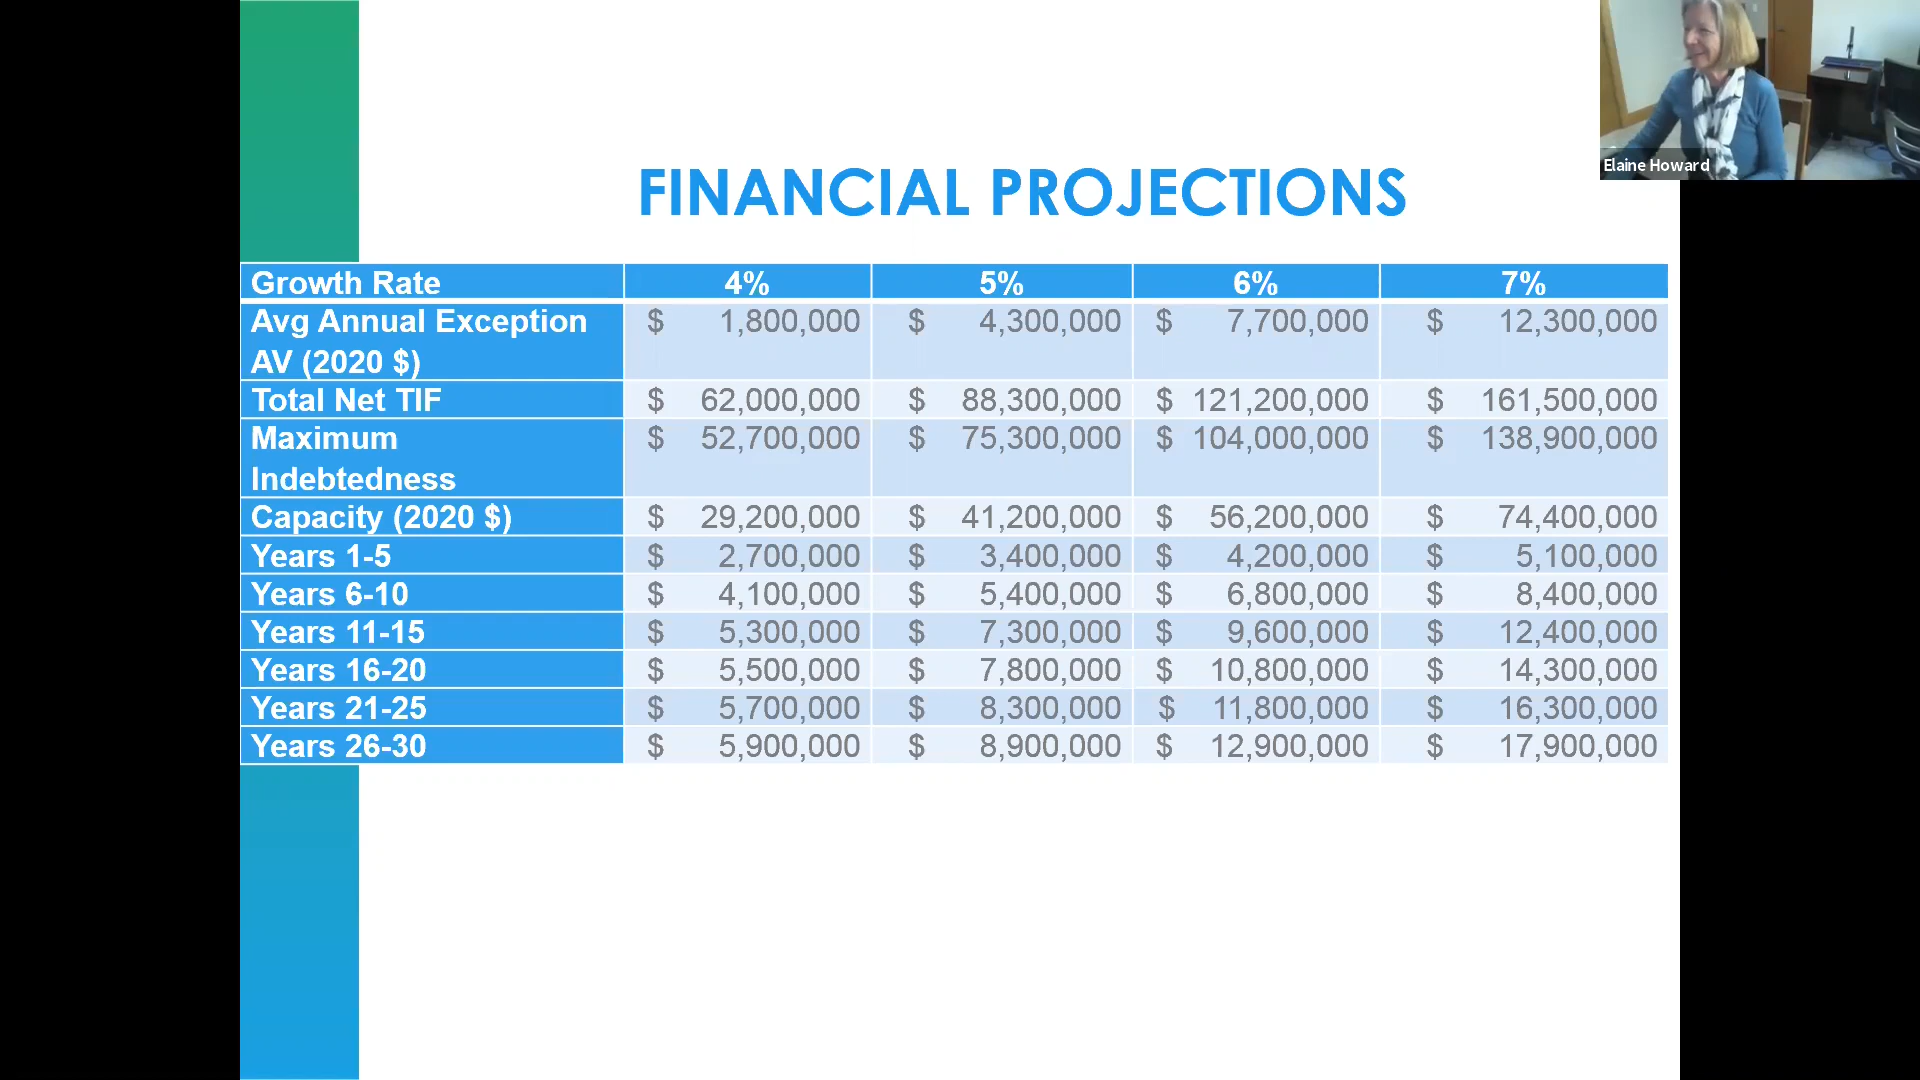 Elaine Howard
FINANCIAL PROJECTIONS
Growth Rate 4% 5% 6% 7%
Avg Annual Exception $ 1,800,000 $ 4,300,000 $ 7,700,000 $ 12,300,000
AV (2020 $)
Total Net TIF $ 62,000,000 $ 88,300,000 $ 121,200,000 $ 161,500,000
Maximum $ 52,700,000 $ 75,300,000 $ 104,000,000 $ 138,900,000
Indebtedness
Capacity (2020 $) $ 29,200,000 $ 41,200,000 $ 56,200,000 $ 74,400,000
Years 1-5 $ 2,700,000 $ 3,400,000 $ 4,200,000 $ 5,100,000
Years 6-10 $ 4,100,000 $ 5,400,000 $ 6,800,000 $ 8,400,000
Years 11-15 $ 5,300,000 $ 7,300,000 $ 9,600,000 $ 12,400,000
Years 16-20 $ 5,500,000 $ 7,800,000 $ 10,800,000 $ 14,300,000
Years 21-25 $ 5,700,000 $ 8,300,000 $ 11,800,000 $ 16,300,000
Years 26-30 $ 5,900,000 $ 8,900,000 $ 12,900,000 $ 17,900,000